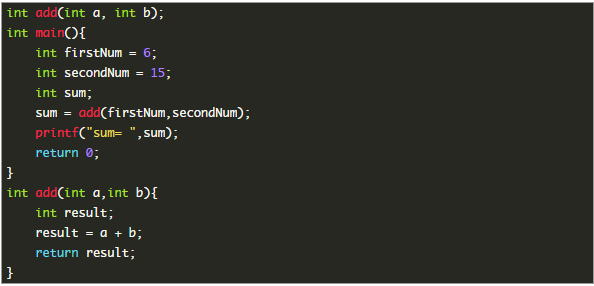 int add(int a, int b);
int main(){
    int firstNum = 6;
    int secondNum = 15;
    int sum;
    sum = add(firstNum,secondNum);
    printf("sum= ",sum);
    return 0;
}
int add(int a,int b){
    int result;
    result = a + b;
    return result;
}